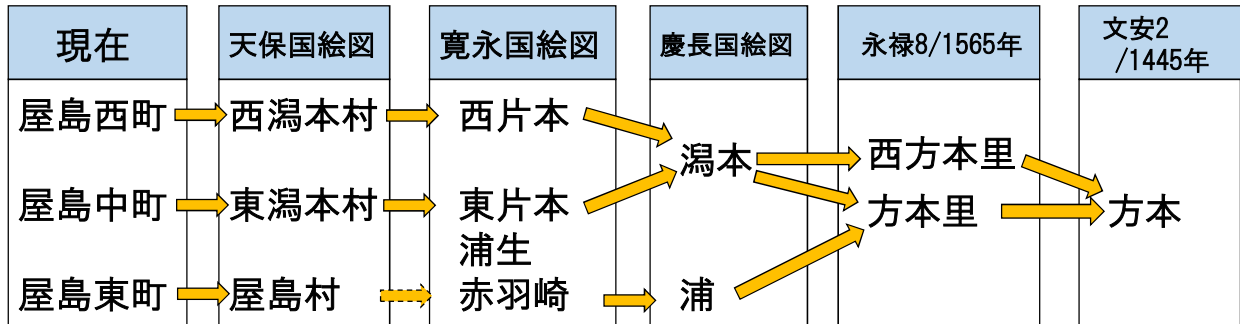 現在
天保国絵図
寛永国絵図
慶長国絵図
永禄8/1565年
文安2
/1445年
屋島西町
西潟本村
西片本
潟本
西方本里
屋島中町
東潟本村
東片本
方本里
方本
浦生
屋島東町
屋島村
赤羽崎
浦